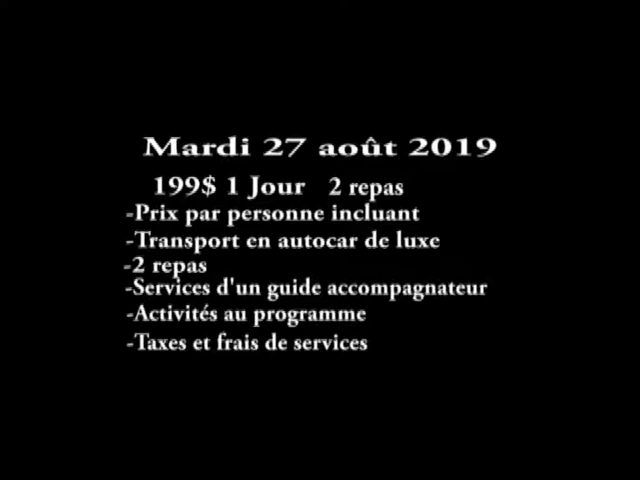 Mardi 27 août 2019
199$ 1 Jour 2 repas
-Prix par personne incluant
-Transport en autocar de luxe
-2 repas
-Services d'un guide accompagnateur
-Activités au programme
-Taxes et frais de services